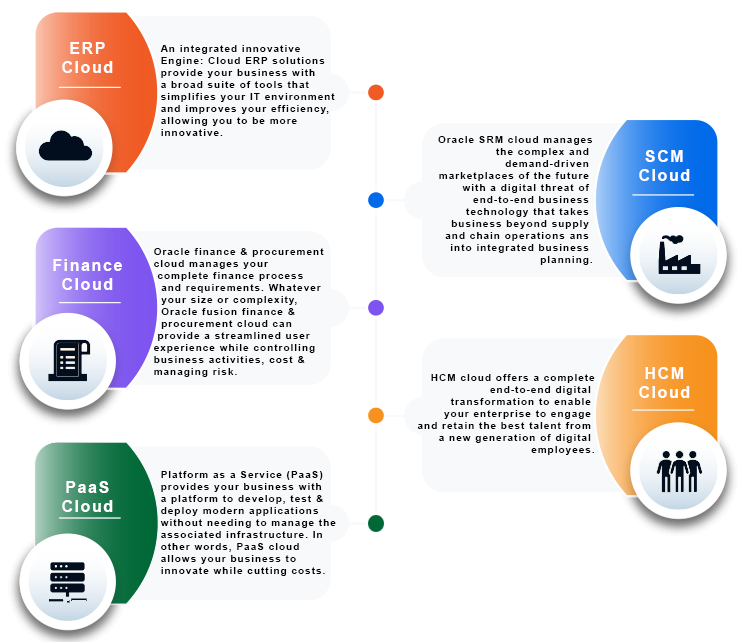 ERP
Cloud
An integrated innovative
Engine: Cloud ERP solutions
provide your business with
a broad suite of tools that
simplifies your IT environment
and improves your efficiency,
allowing you to be more
innovative.
SCM
Cloud
Oracle SRM cloud manages
the complex and
demand-driven
marketplaces of the future
with a digital threat of
end-to-end business
technology that takes
business beyond supply
and chain operations ans
into integrated business
planning.
Finance
Cloud
Oracle finance & procurement
cloud manages your
complete finance process
and requirements. Whatever
your size or complexity,
Oracle fusion finance &
procurement cloud can
provide a streamlined user
experience while controlling
business activities, cost &
managing risk.
HCM
Cloud
HCM cloud offers a complete
end-to-end digital
transformation to enable
your enterprise to engage
and retain the best talent from
a new generation of digital
employees.
PaaS
Cloud
Platform as a Service (PaaS)
provides your business with
a platform to develop, test &
deploy modern applications
without needing to manage the
associated infrastructure. In
other words, PaaS cloud
allows your business to
innovate while cutting costs.